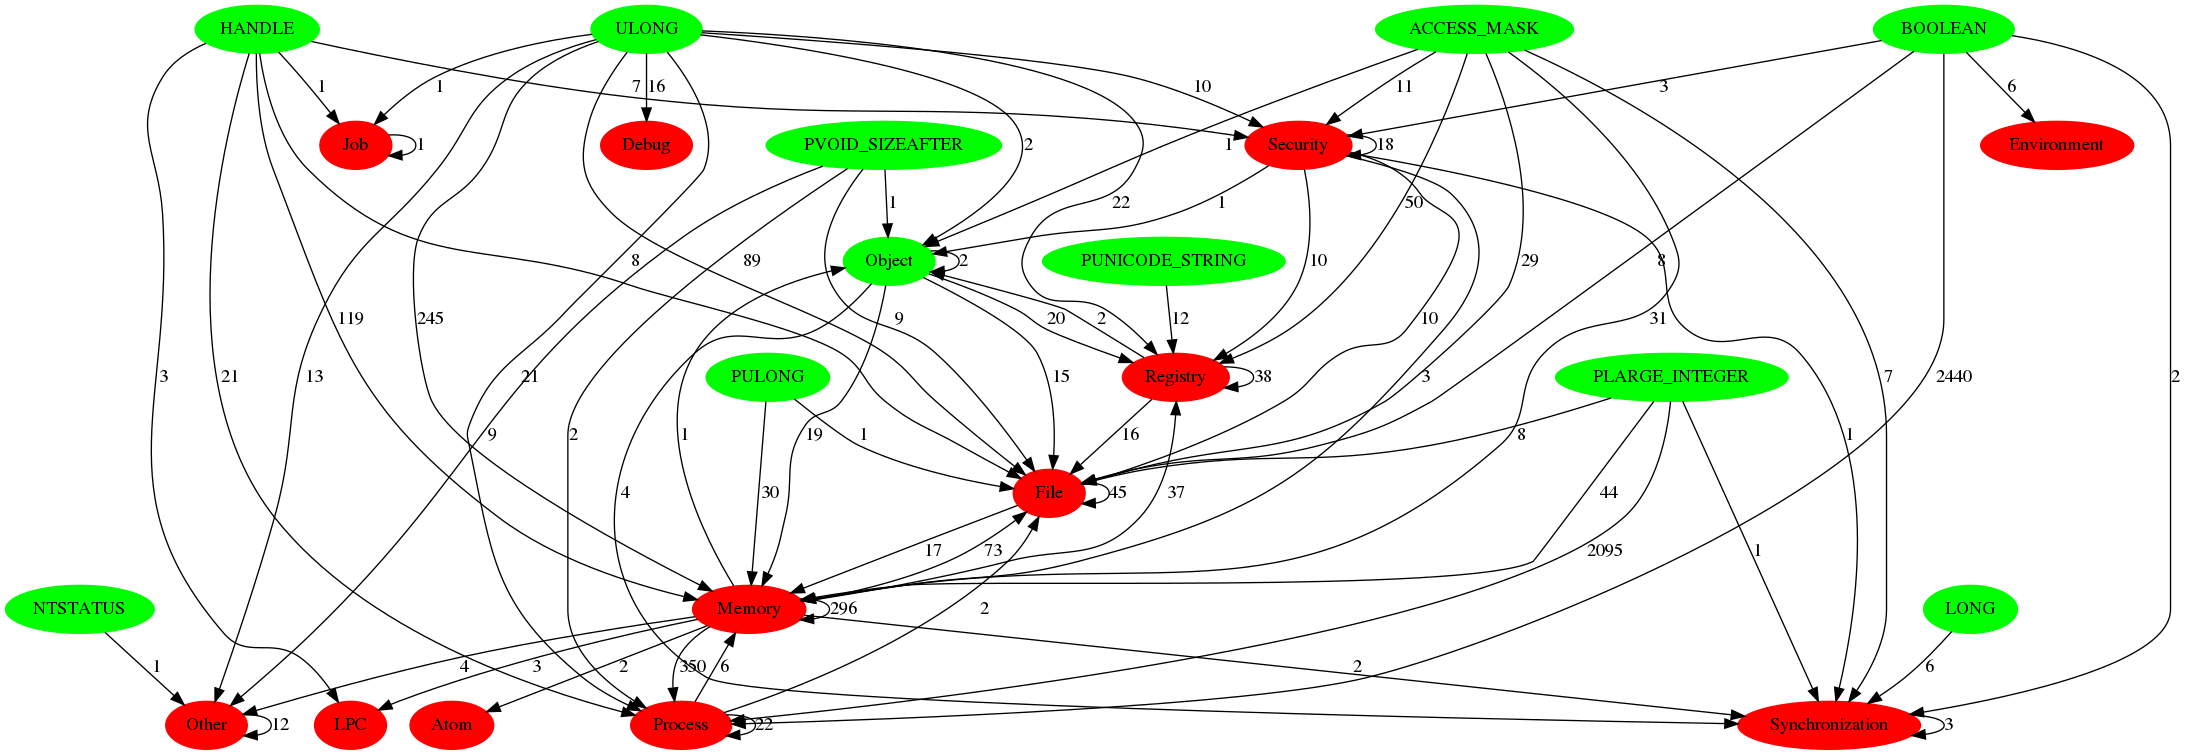 HANDLE ULONG ACCESS_MASK BOOLEAN
1 1 16 7 10 11 3 6
Job Debug PVOID_SIZEAFTER Security Environment
1 2 1 18
1 22 1 50
Object PUNICODE_STRING
8 89 2 10 29 8
3 21 119 245 13 9 20 2 12 31
PULONG Registry PLARGE_INTEGER
21 15 38 3 7 2440 2
9 2 1 19 1 16 10 8 1
File
4 30 45 37 44
17 73 2095 1
NTSTATUS Memory LONG
296 2
1 4 3 2 350 6 2 6
Other LPC Atom Process Synchronization
12 22 3